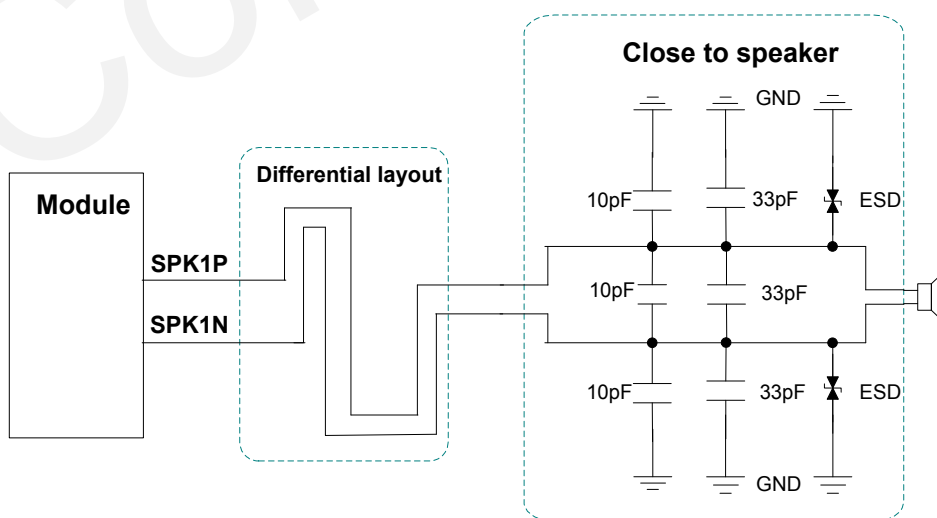 Close to speaker
GND
Differential layout
Module
10pF
33pF
ESD
SPK1P
10pF
33pF
SPK1N
10pF
33pF
ESD
GND